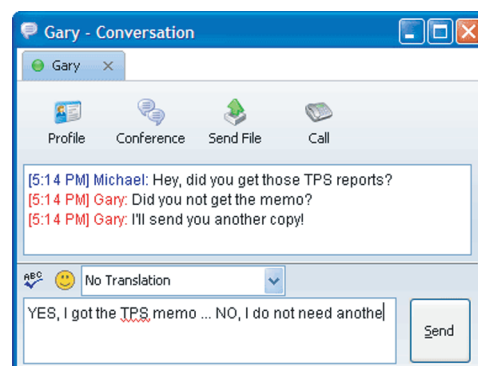 Gary - Conversation
Gary
Profile Conference Send File Call
[5:14 PM] Michael: Hey, did you get those TPS reports?
[5:14 PM] Gary: Did you not get the memo?
[5:14 PM] Gary: I'll send you another copy!
ABC No Translation
YES, I got the TPS memo ... NO, I do not need anothe
Send